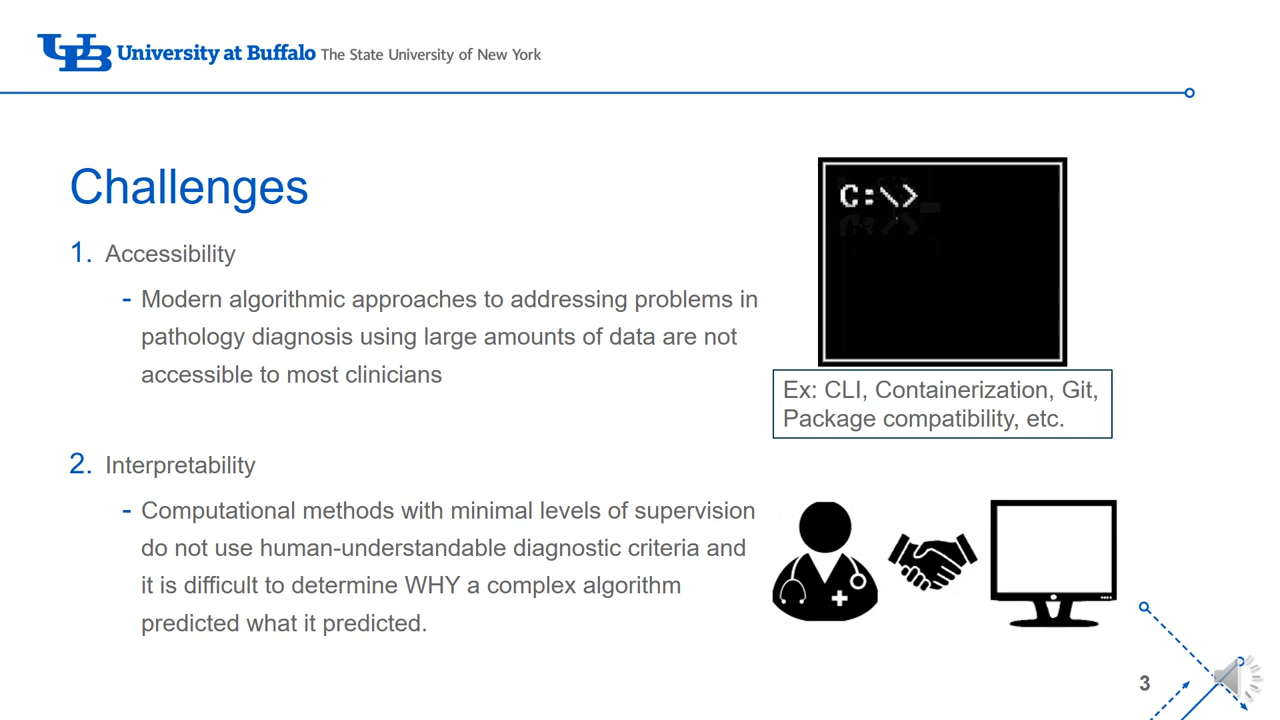 UB University at Buffalo The State University of New York
Challenges
1. Accessibility
- Modern algorithmic approaches to addressing problems in
pathology diagnosis using large amounts of data are not
accessible to most clinicians
C:\>
Ex: CLI, Containerization, Git,
Package compatibility, etc.
2. Interpretability
- Computational methods with minimal levels of supervision
do not use human-understandable diagnostic criteria and
it is difficult to determine WHY a complex algorithm
predicted what it predicted.
3